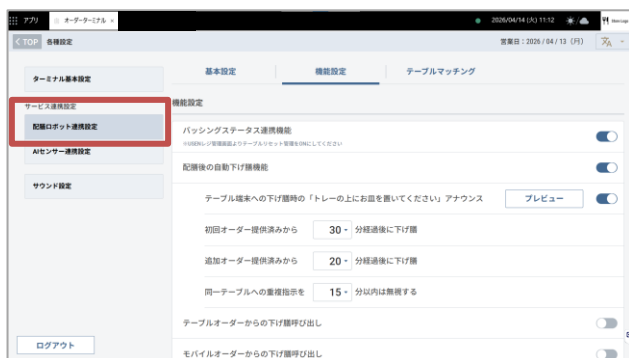 アプリ オーダーターミナル × 2026/04/14 (火) 11:12
< TOP 各種設定 営業日：2026 / 04 / 13 （月）
基本設定 機能設定 テーブルマッチング
ターミナル基本設定
サービス連携設定
配膳ロボット連携設定
AIセンサー連携設定
サウンド設定
ログアウト
機能設定
バッシングステータス連携機能
※USENレジ管理画面よりテーブルリセット管理をONにしてください
配膳後の自動下げ膳機能
テーブル端末への下げ膳時の「トレーの上にお皿を置いてください」アナウンス プレビュー
初回オーダー提供済みから 30 分経過後に下げ膳
追加オーダー提供済みから 20 分経過後に下げ膳
同一テーブルへの重複指示を 15 分以内は無視する
テーブルオーダーからの下げ膳呼び出し
モバイルオーダーからの下げ膳呼び出し